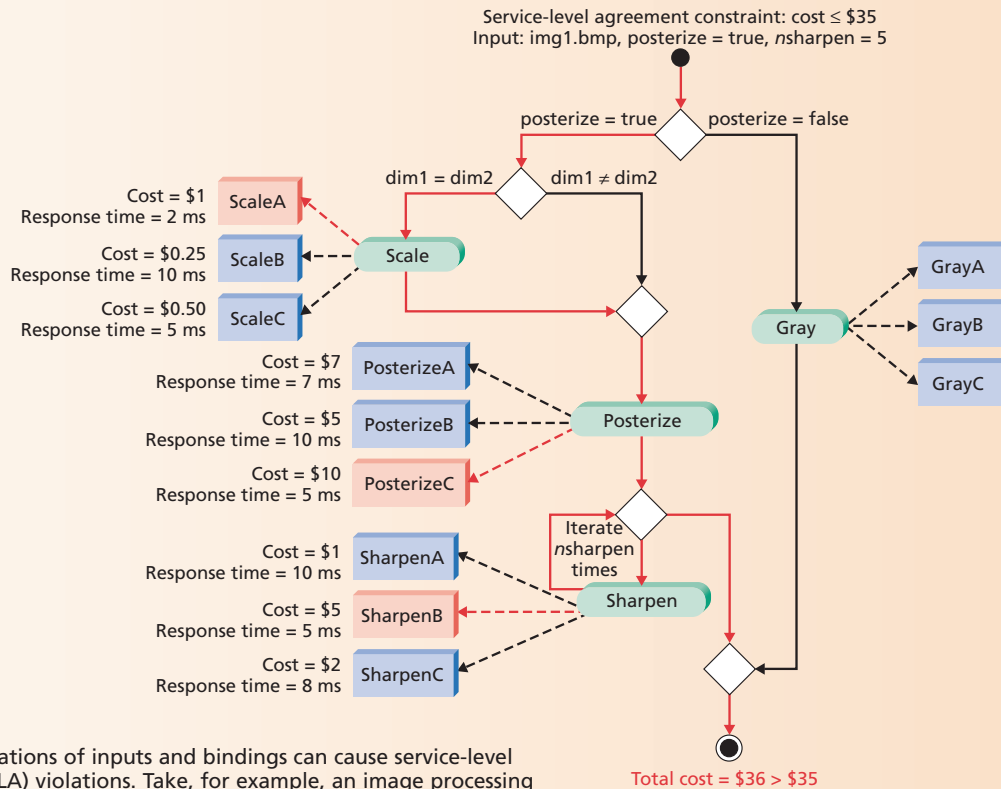 Service-level agreement constraint: cost ≤ $35
Input: img1.bmp, posterize = true, nsharpen = 5
posterize = true
posterize = false
dim1 = dim2
dim1 ≠ dim2
Cost = $1
Response time = 2 ms
ScaleA
Cost = $0.25
Response time = 10 ms
ScaleB
Cost = $0.50
Response time = 5 ms
ScaleC
Scale
GrayA
GrayB
GrayC
Gray
Cost = $7
Response time = 7 ms
PosterizeA
Cost = $5
Response time = 10 ms
PosterizeB
Cost = $10
Response time = 5 ms
PosterizeC
Posterize
Iterate
nsharpen
times
Cost = $1
Response time = 10 ms
SharpenA
Cost = $5
Response time = 5 ms
SharpenB
Cost = $2
Response time = 8 ms
SharpenC
Sharpen
ations of inputs and bindings can cause service-level
LA) violations. Take, for example, an image processing
Total cost = $36 > $35